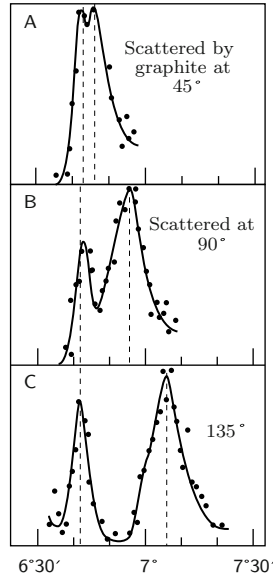 A
Scattered by
graphite at
45°
B
Scattered at
90°
C
135°
6°30′ 7° 7°30′